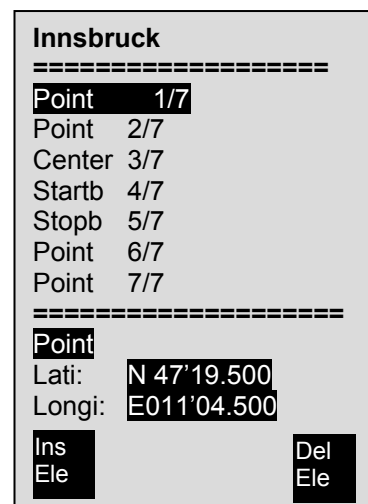 Innsbruck
===================
Point 1/7
Point 2/7
Center 3/7
Startb 4/7
Stopb 5/7
Point 6/7
Point 7/7
====================
Point
Lati: N 47'19.500
Longi: E011'04.500
Ins Del
Ele Ele